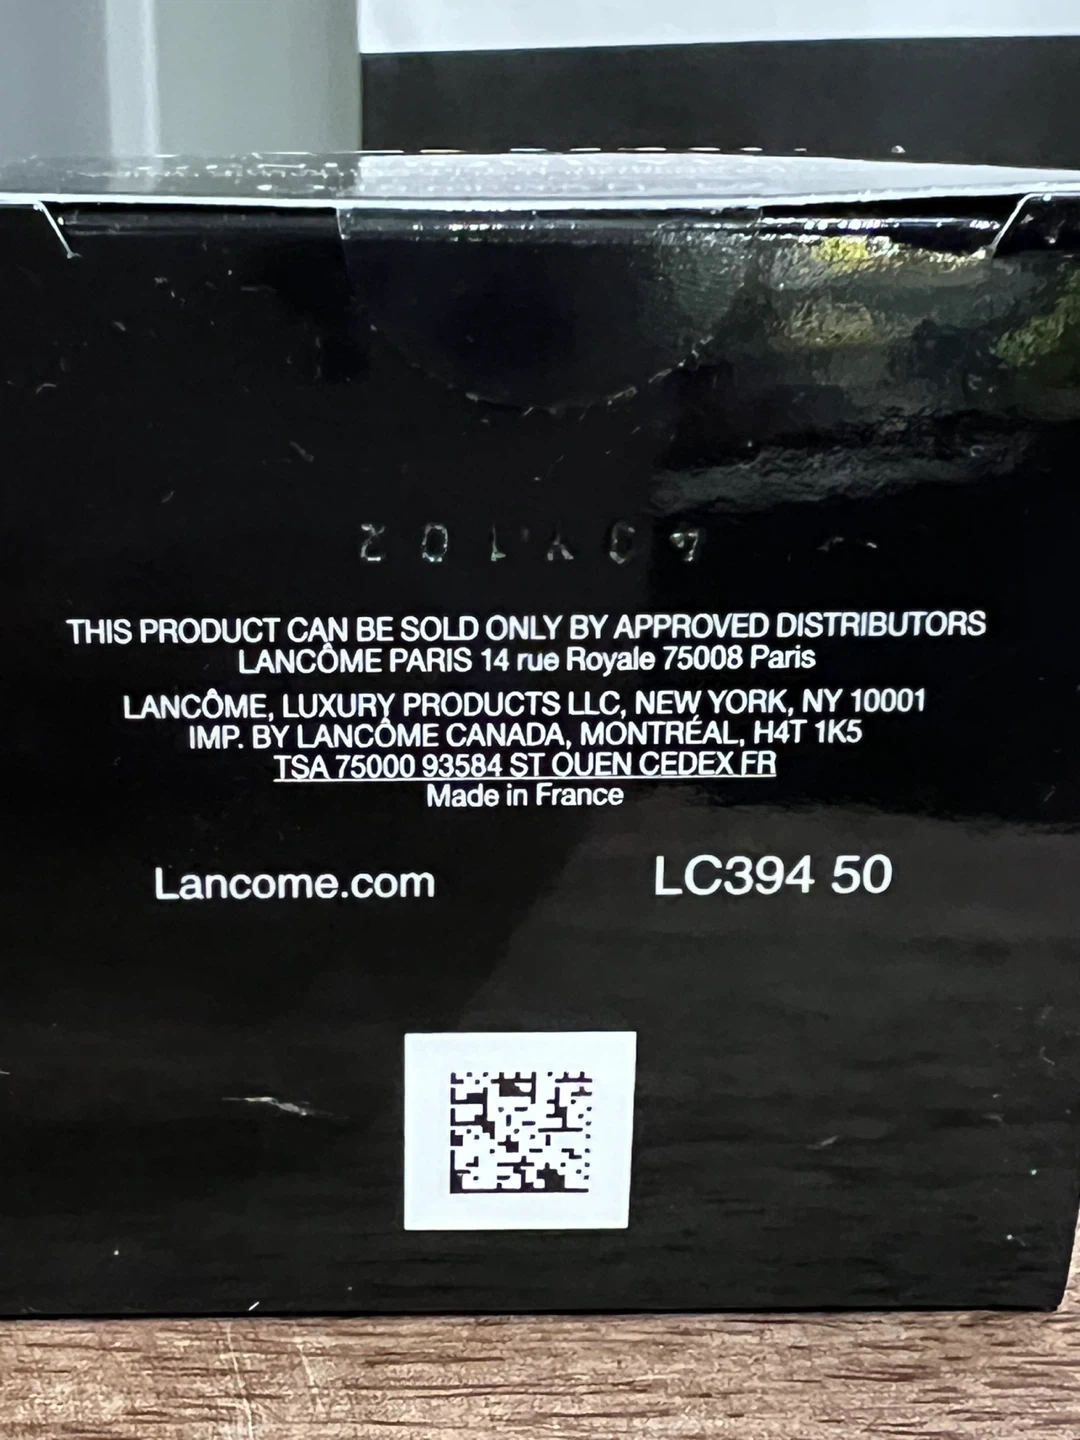 THIS PRODUCT CAN BE SOLD ONLY BY APPROVED DISTRIBUTORS
LANCÔME PARIS 14 rue Royale 75008 Paris
LANCÔME, LUXURY PRODUCTS LLC, NEW YORK, NY 10001
IMP. BY LANCÔME CANADA, MONTRÉAL, H4T 1K5
TSA 75000 93584 ST OUEN CEDEX FR
Made in France
Lancome.com
LC394 50